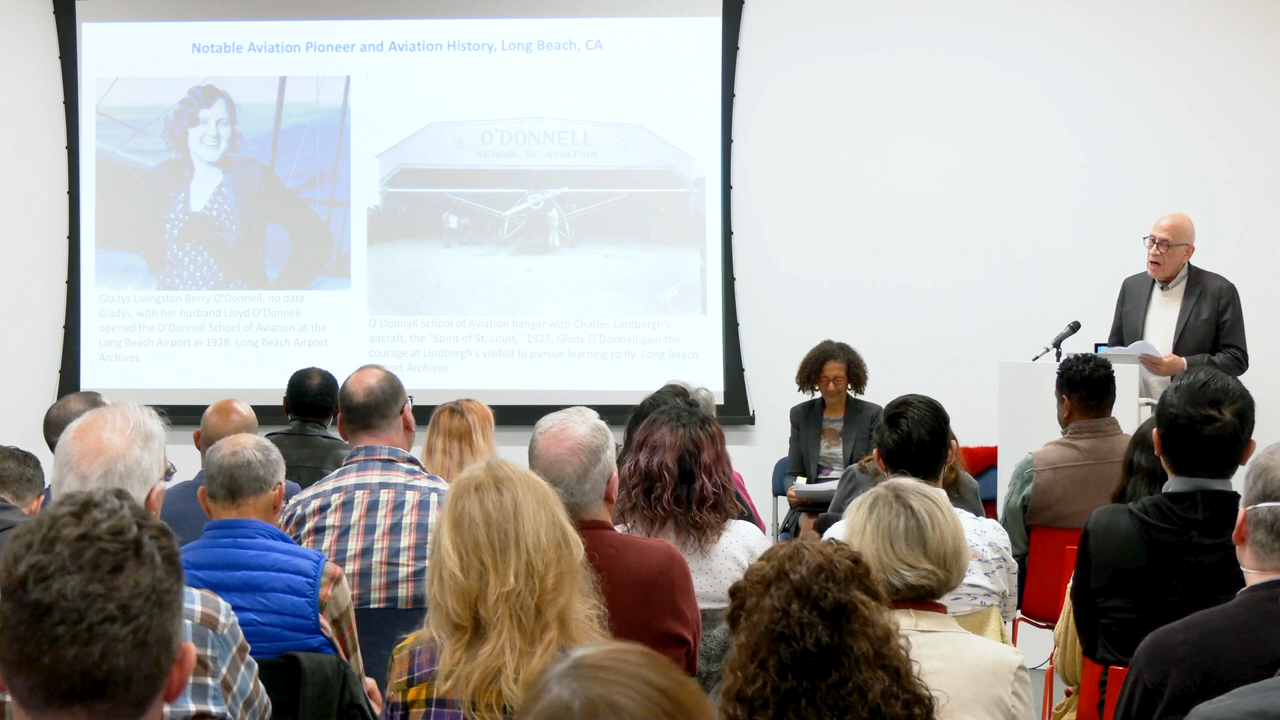 Notable Aviation Pioneer and Aviation History, Long Beach, CA
O'DONNELL
SCHOOL OF AVIATION
Gladys Livingston Berry O'Donnell, no date.
Gladys, with her husband Lloyd O'Donnell
opened the O'Donnell School of Aviation at the
Long Beach Airport in 1928. Long Beach Airport
Archives
O'Donnell School of Aviation hangar with Charles Lindbergh's
aircraft, the "Spirit of St. Louis," 1927. Glady O'Donnell gain the
courage at Lindbergh's visited to pursue learning to fly. Long Beach
Archives